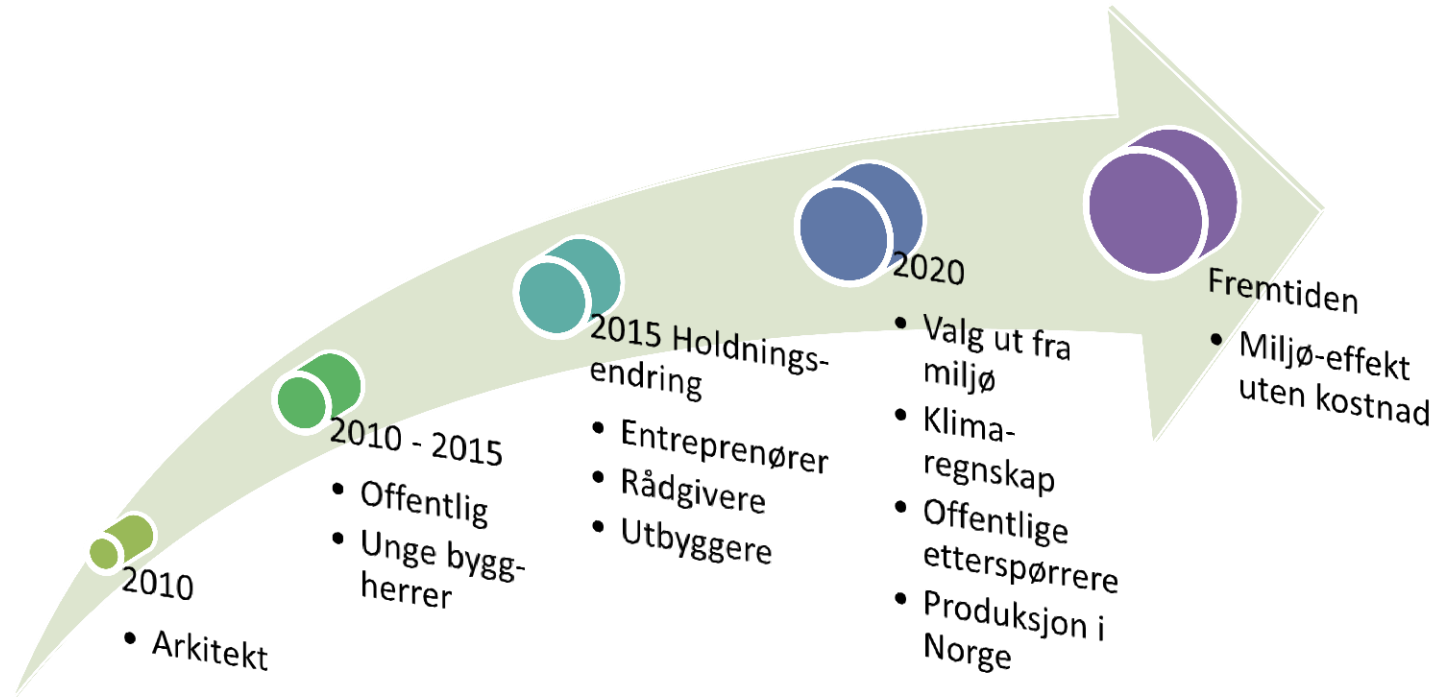 2010
• Arkitekt
2010 - 2015
• Offentlig
• Unge bygg-
herrer
2015 Holdnings-
endring
• Entreprenører
• Rådgivere
• Utbyggere
2020
• Valg ut fra
miljø
• Klima-
regnskap
• Offentlige
etterspørrere
• Produksjon i
Norge
Fremtiden
• Miljø-effekt
uten kostnad